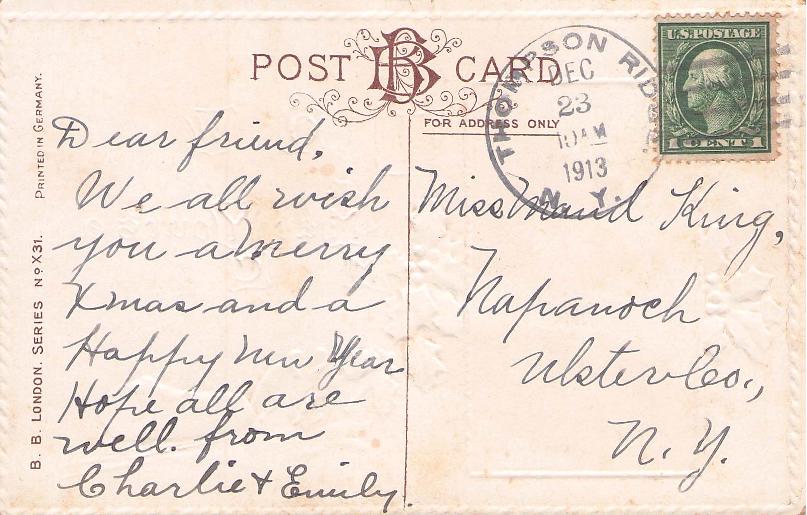 POST BB CARD
FOR ADDRESS ONLY
U.S. POSTAGE
1 CENT 1
THOMPSON RID
DEC
23
10 AM
1913
N. Y.
Dear friend,
We all wish
you a Merry
Xmas and a
Happy New Year
Hope all are
well. from
Charlie & Emily.
Miss Maud King,
Napanoch
Ulster Co.,
N. Y.
B. B. LONDON. SERIES No X31. PRINTED IN GERMANY.